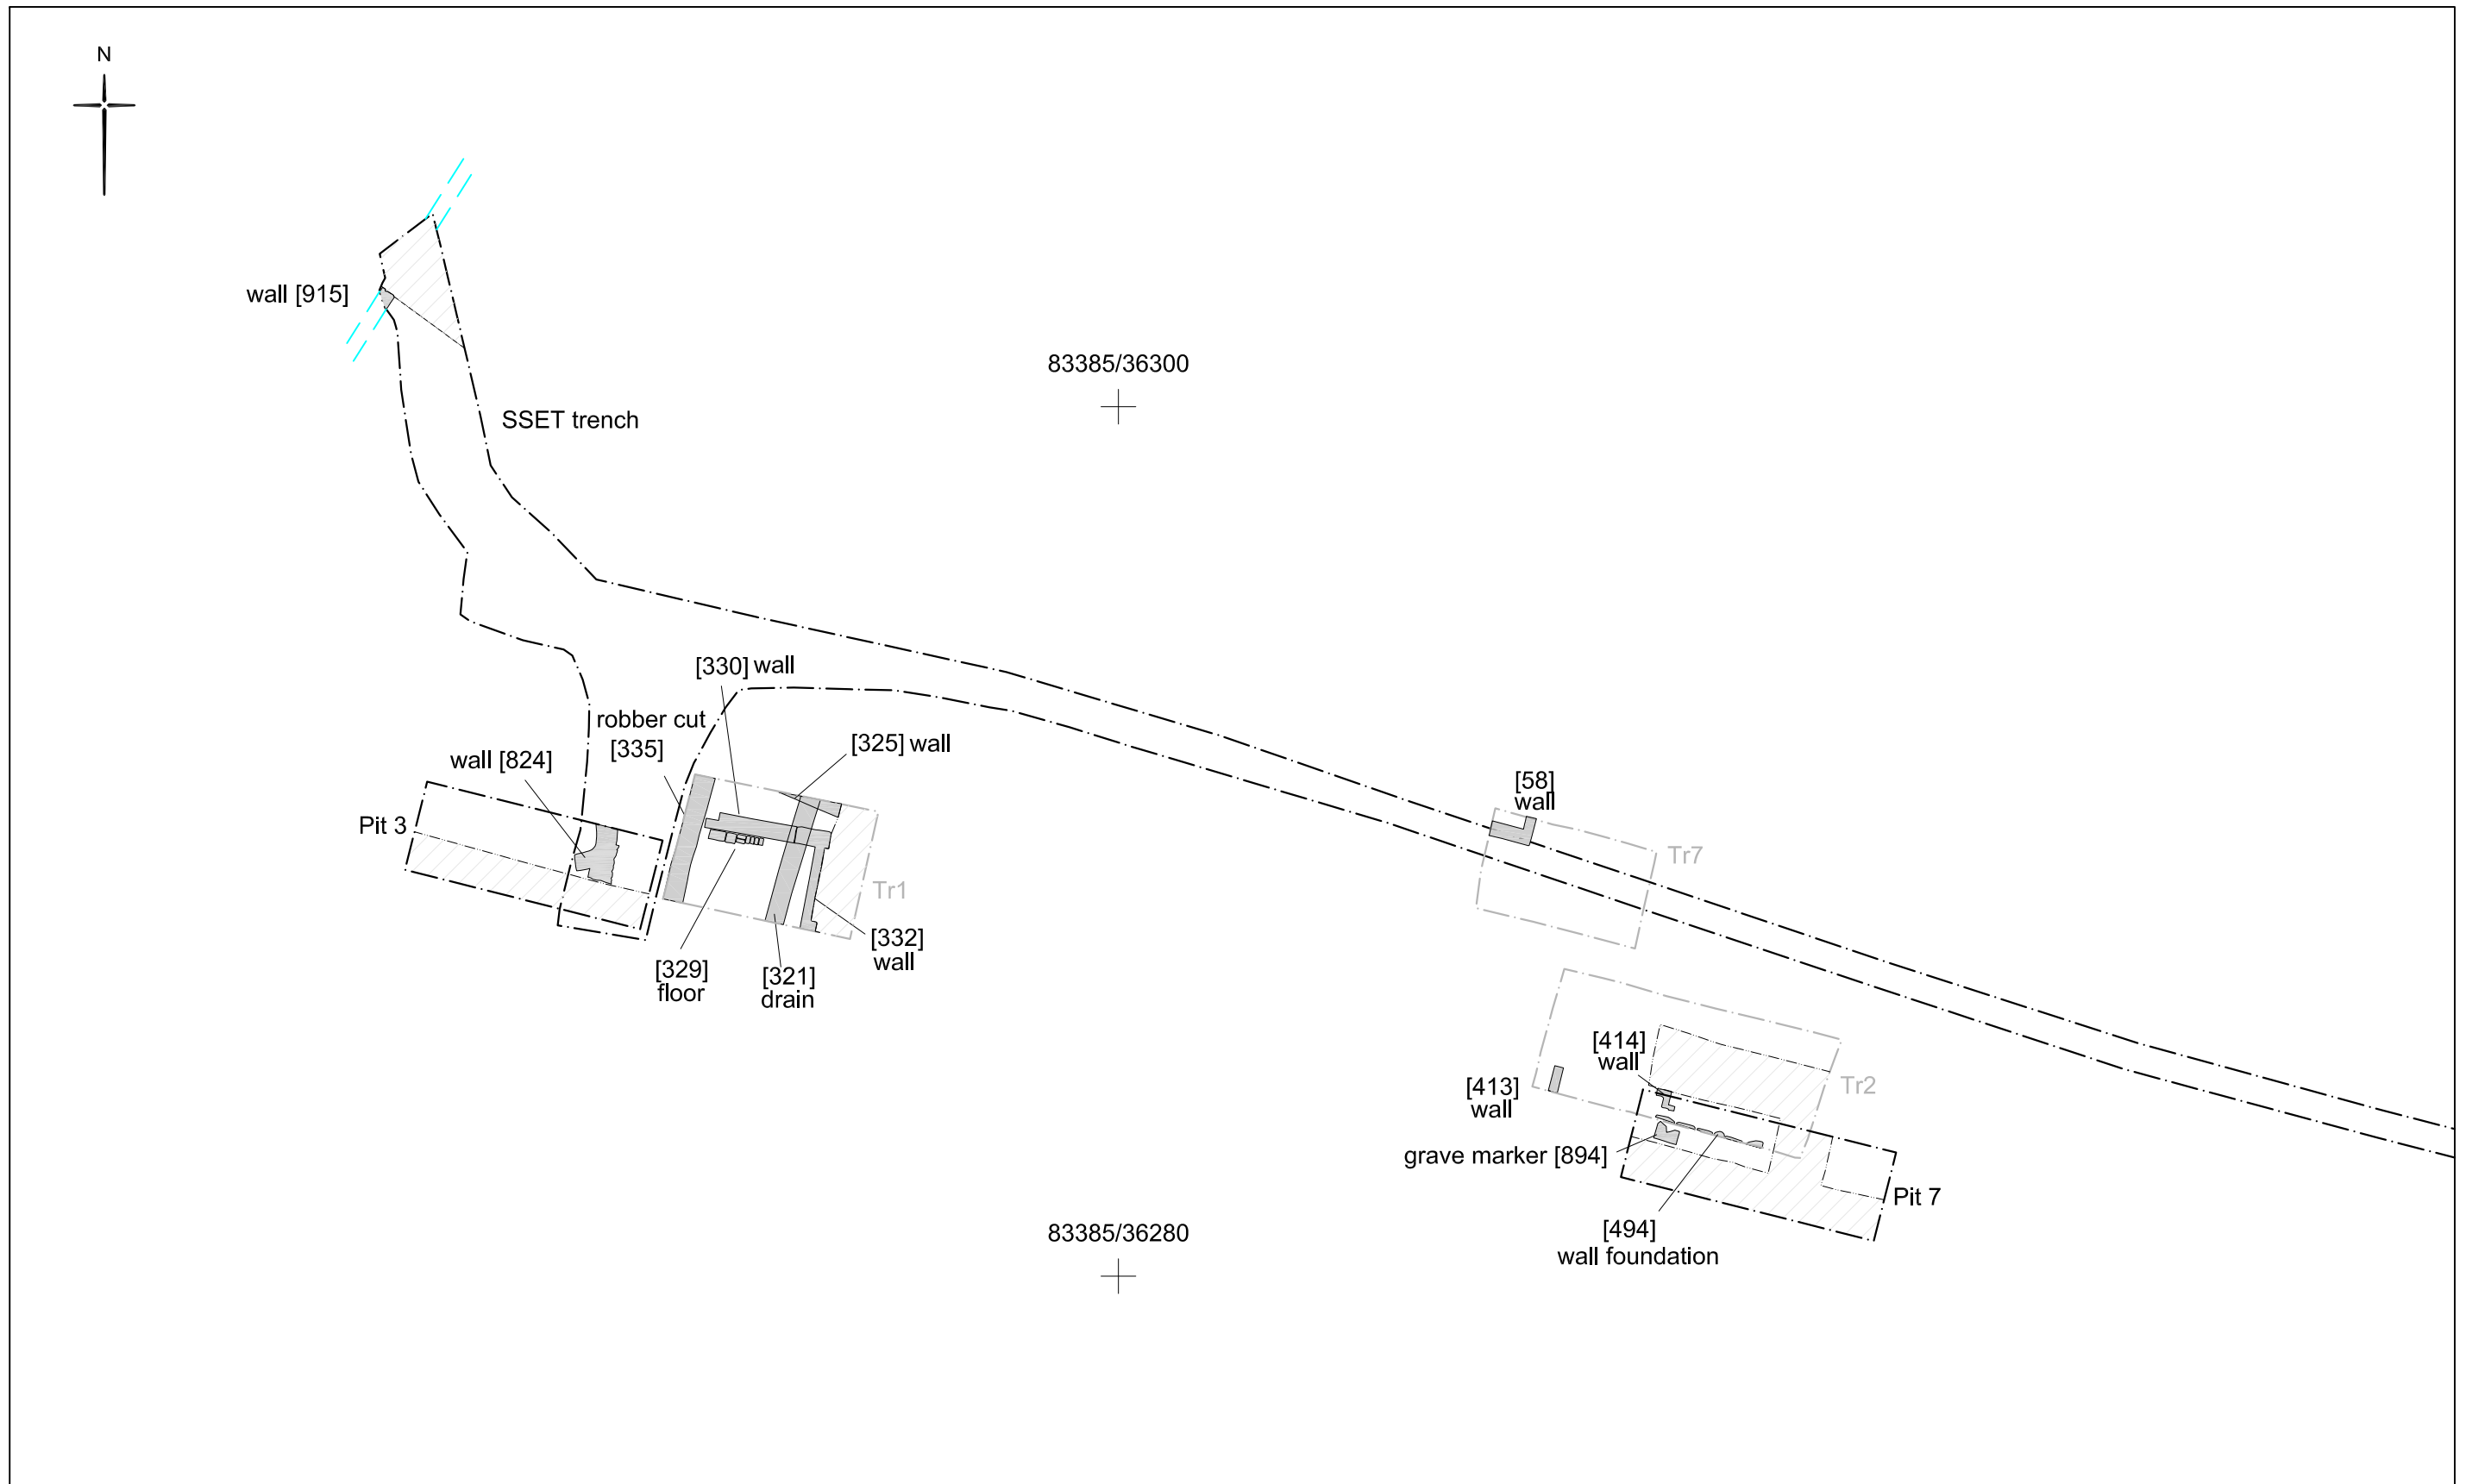 N
wall [915]
83385/36300
SSET trench
[330] wall
robber cut
[335]
[325] wall
wall [824]
[58]
wall
Pit 3
Tr7
Tr1
[332]
wall
[329]
floor
[321]
drain
[414]
wall
[413]
wall
Tr2
grave marker [894]
Pit 7
[494]
wall foundation
83385/36280